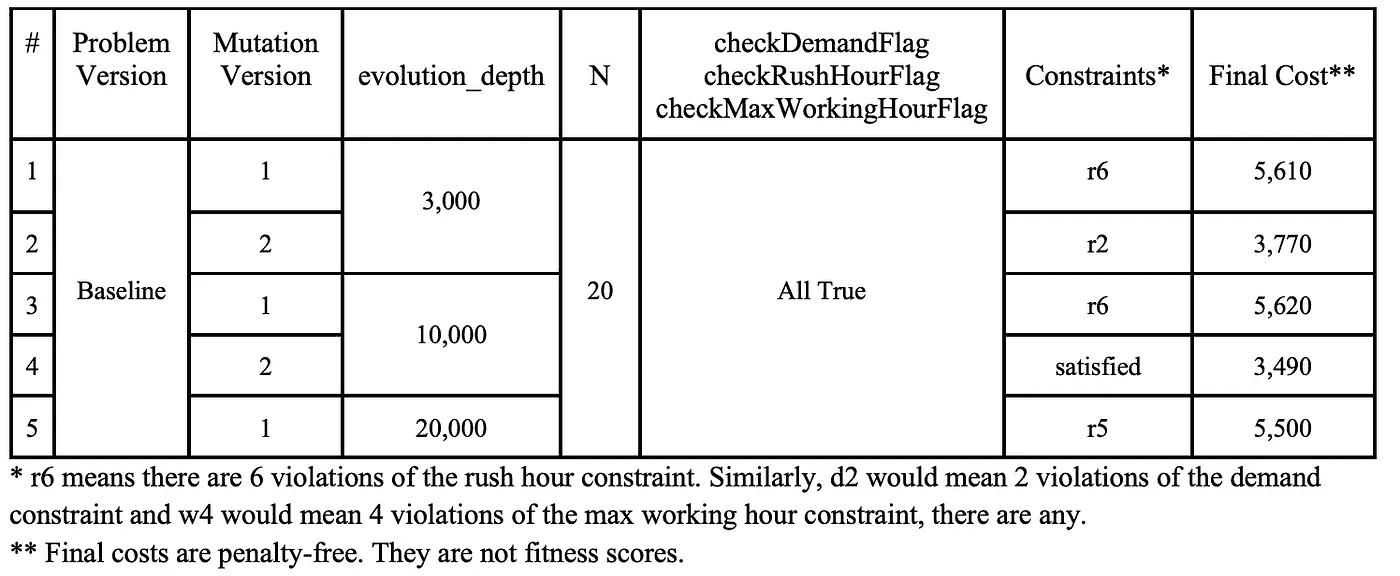 # Problem Version Mutation Version evolution_depth N checkDemandFlag checkRushHourFlag checkMaxWorkingHourFlag Constraints* Final Cost**
1 Baseline 1 3,000 20 All True r6 5,610
2 2 r2 3,770
3 1 10,000 r6 5,620
4 2 satisfied 3,490
5 1 20,000 r5 5,500
* r6 means there are 6 violations of the rush hour constraint. Similarly, d2 would mean 2 violations of the demand
constraint and w4 would mean 4 violations of the max working hour constraint, there are any.
** Final costs are penalty-free. They are not fitness scores.